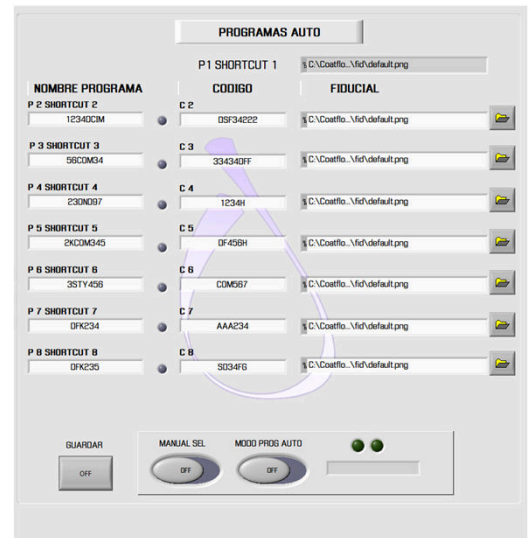 PROGRAMAS AUTO
P1 SHORTCUT 1 C:\Coatflo...\fid\default.png
NOMBRE PROGRAMA CODIGO FIDUCIAL
P 2 SHORTCUT 2 C 2
1234DCIM DSF34222 C:\Coatflo...\fid\default.png
P 3 SHORTCUT 3 C 3
56COM34 33434DFF C:\Coatflo...\fid\default.png
P 4 SHORTCUT 4 C 4
23DND97 1234H C:\Coatflo...\fid\default.png
P 5 SHORTCUT 5 C 5
2KCOM345 DF456H C:\Coatflo...\fid\default.png
P 6 SHORTCUT 6 C 6
3STY456 COM567 C:\Coatflo...\fid\default.png
P 7 SHORTCUT 7 C 7
DFK234 AAA234 C:\Coatflo...\fid\default.png
P 8 SHORTCUT 8 C 8
DFK235 SD34FG C:\Coatflo...\fid\default.png
GUARDAR MANUAL SEL MODO PROG AUTO
OFF OFF OFF